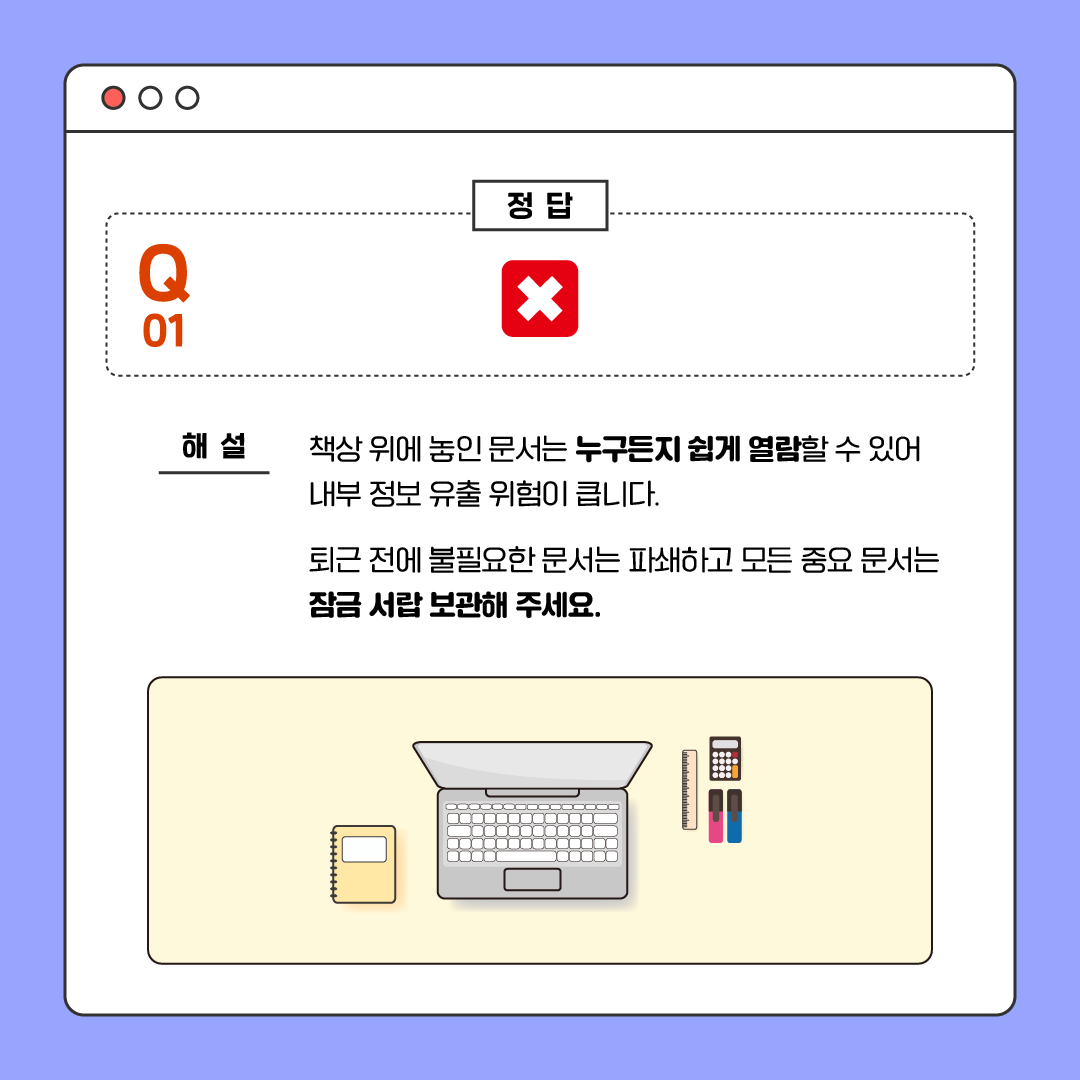 정 답
Q
01
해 설
책상 위에 놓인 문서는 누구든지 쉽게 열람할 수 있어
내부 정보 유출 위험이 큽니다.
퇴근 전에 불필요한 문서는 파쇄하고 모든 중요 문서는
잠금 서랍 보관해 주세요.